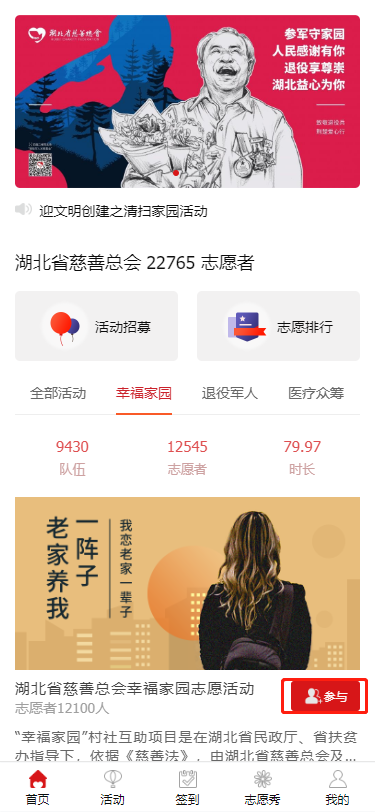 湖北省慈善总会
参军守家园
人民感谢有你
退役享尊崇
湖北益心为你
迎文明创建之清扫家园活动
湖北省慈善总会 22765 志愿者
活动招募
志愿排行
全部活动 幸福家园 退役军人 医疗众筹
9430 12545 79.97
队伍 志愿者 时长
我恋老家一辈子
一阵子
老家养我
湖北省慈善总会幸福家园志愿活动
志愿者12100人
参与
“幸福家园”村社互助项目是在湖北省民政厅、省扶贫
办指导下，依据《慈善法》，由湖北省慈善总会及...
首页 活动 签到 志愿秀 我的